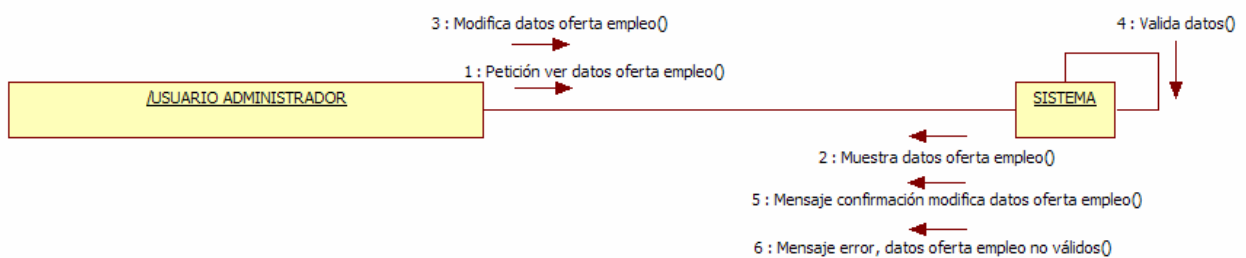 3 : Modifica datos oferta empleo()
4 : Valida datos()
1 : Petición ver datos oferta empleo()
/USUARIO ADMINISTRADOR
SISTEMA
2 : Muestra datos oferta empleo()
5 : Mensaje confirmación modifica datos oferta empleo()
6 : Mensaje error, datos oferta empleo no válidos()